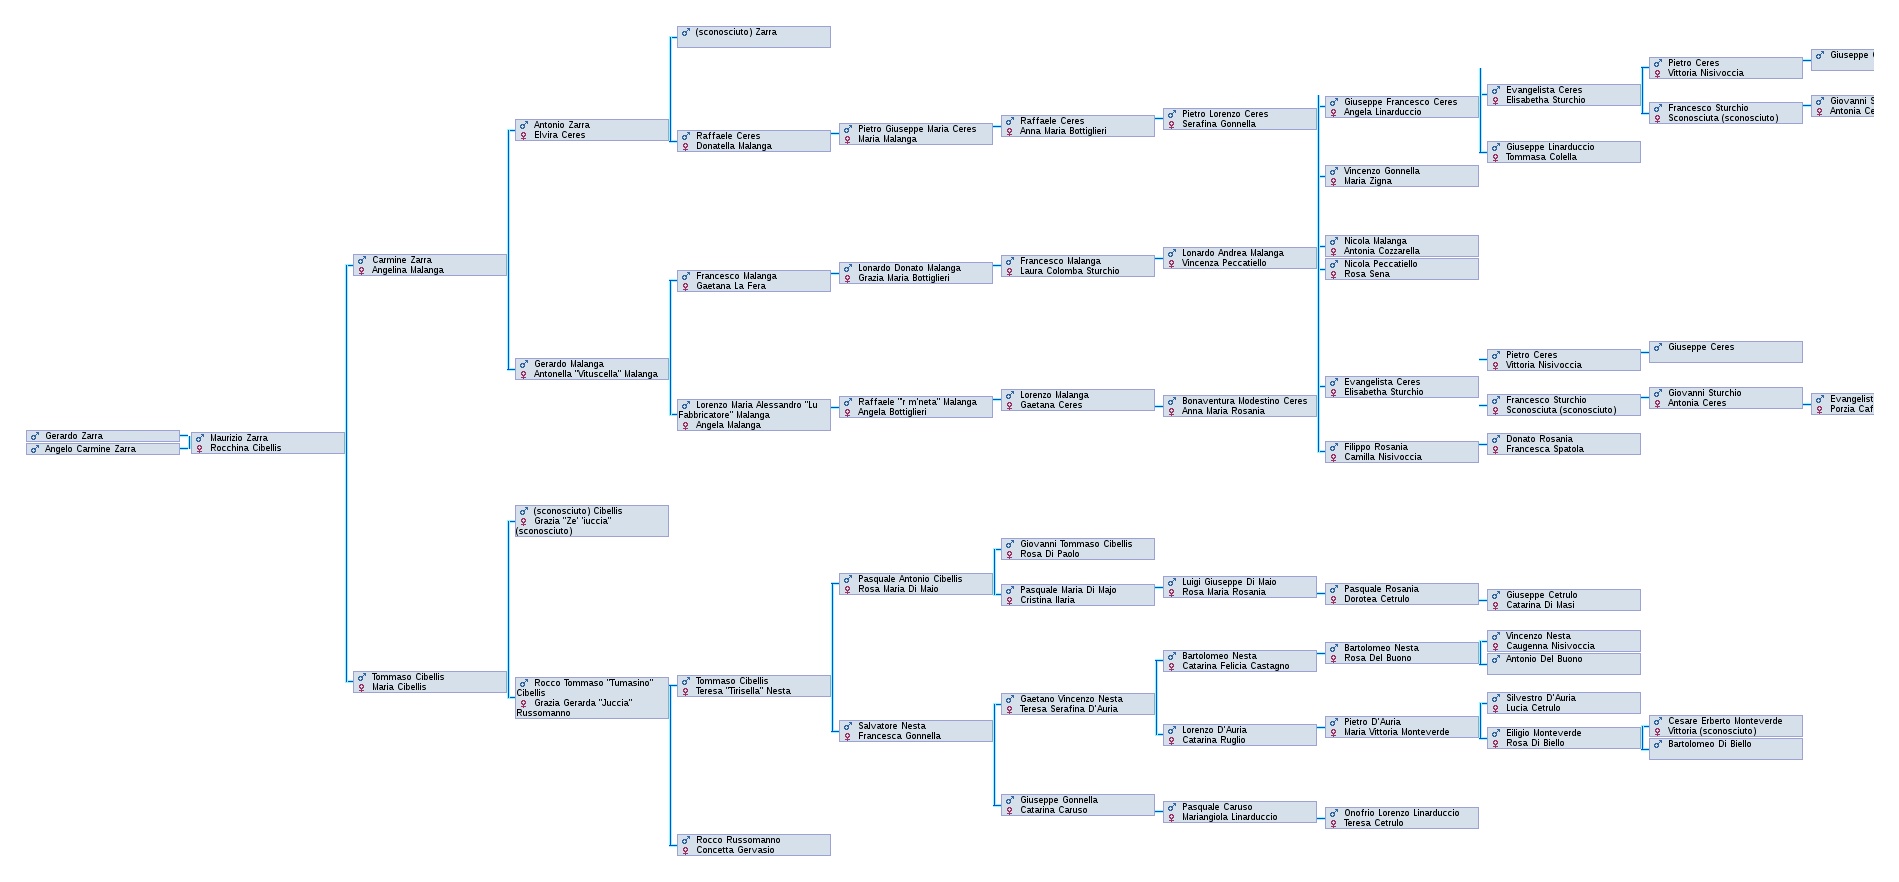 Gerardo Zarra
Angelo Carmine Zarra
Maurizio Zarra
Rocchina Cibellis
Carmine Zarra
Angelina Malanga
Tommaso Cibellis
Maria Cibellis
Antonio Zarra
Elvira Ceres
Gerardo Malanga
Antonella "Vituscella" Malanga
(sconosciuto) Cibellis
Grazia "Ze' 'iuccia"
(sconosciuto)
Rocco Tommaso "Tumasino"
Cibellis
Grazia Gerarda "Juccia"
Russomanno
(sconosciuto) Zarra
Raffaele Ceres
Donatella Malanga
Francesco Malanga
Gaetana La Fera
Lorenzo Maria Alessandro "Lu
Fabbricatore" Malanga
Angela Malanga
Tommaso Cibellis
Teresa "Tirisella" Nesta
Rocco Russomanno
Concetta Gervasio
Pietro Giuseppe Maria Ceres
Maria Malanga
Lonardo Donato Malanga
Grazia Maria Bottiglieri
Raffaele "'r m'neta" Malanga
Angela Bottiglieri
Pasquale Antonio Cibellis
Rosa Maria Di Maio
Salvatore Nesta
Francesca Gonnella
Raffaele Ceres
Anna Maria Bottiglieri
Francesco Malanga
Laura Colomba Sturchio
Lorenzo Malanga
Gaetana Ceres
Giovanni Tommaso Cibellis
Rosa Di Paolo
Pasquale Maria Di Majo
Cristina Ilaria
Gaetano Vincenzo Nesta
Teresa Serafina D'Auria
Giuseppe Gonnella
Catarina Caruso
Pietro Lorenzo Ceres
Serafina Gonnella
Lonardo Andrea Malanga
Vincenza Peccatiello
Bonaventura Modestino Ceres
Anna Maria Rosania
Luigi Giuseppe Di Maio
Rosa Maria Rosania
Bartolomeo Nesta
Catarina Felicia Castagno
Lorenzo D'Auria
Catarina Ruglio
Pasquale Caruso
Mariangiola Linarduccio
Giuseppe Francesco Ceres
Angela Linarduccio
Vincenzo Gonnella
Maria Zigna
Nicola Malanga
Antonia Cozzarella
Nicola Peccatiello
Rosa Sena
Evangelista Ceres
Elisabetha Sturchio
Filippo Rosania
Camilla Nisivoccia
Pasquale Rosania
Dorotea Cetrulo
Bartolomeo Nesta
Rosa Del Buono
Pietro D'Auria
Maria Vittoria Monteverde
Onofrio Lorenzo Linarduccio
Teresa Cetrulo
Evangelista Ceres
Elisabetha Sturchio
Giuseppe Linarduccio
Tommasa Colella
Pietro Ceres
Vittoria Nisivoccia
Francesco Sturchio
Sconosciuta (sconosciuto)
Donato Rosania
Francesca Spatola
Giuseppe Cetrulo
Catarina Di Masi
Vincenzo Nesta
Caugenna Nisivoccia
Antonio Del Buono
Silvestro D'Auria
Lucia Cetrulo
Eiligio Monteverde
Rosa Di Biello
Pietro Ceres
Vittoria Nisivoccia
Francesco Sturchio
Sconosciuta (sconosciuto)
Giuseppe Ceres
Giovanni Sturchio
Antonia Ceres
Cesare Erberto Monteverde
Vittoria (sconosciuto)
Bartolomeo Di Biello
Giuseppe
Giovanni S
Antonia Ce
Evangelist
Porzia Caf